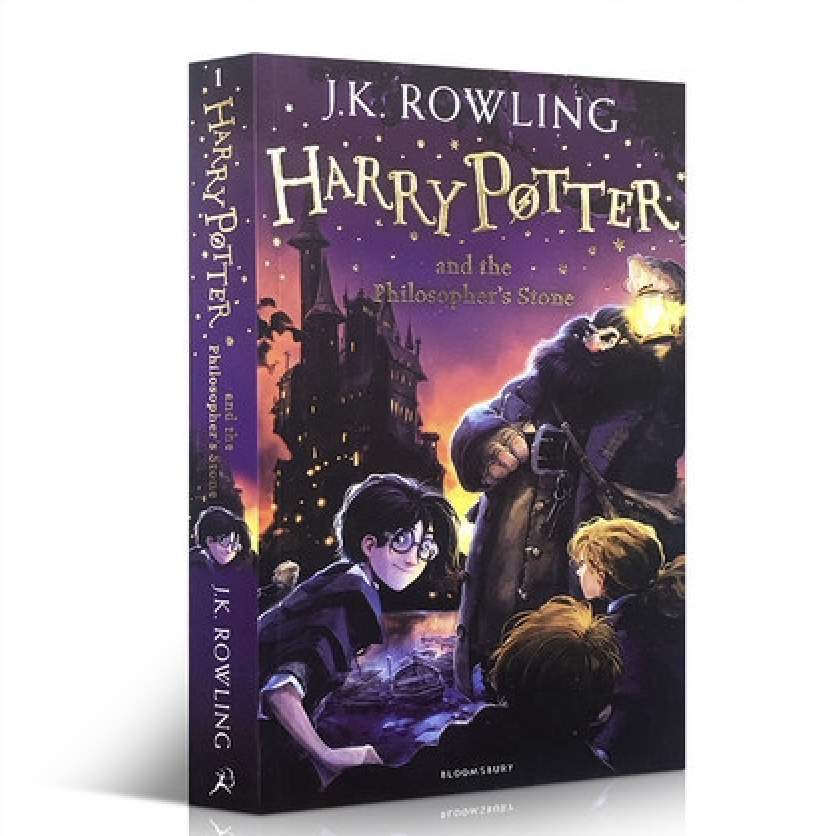 J.K. ROWLING
HARRY POTTER
and the
Philosopher's Stone
BLOOMSBURY
1
HARRY POTTER
and the
Philosopher's Stone
J.K. ROWLING